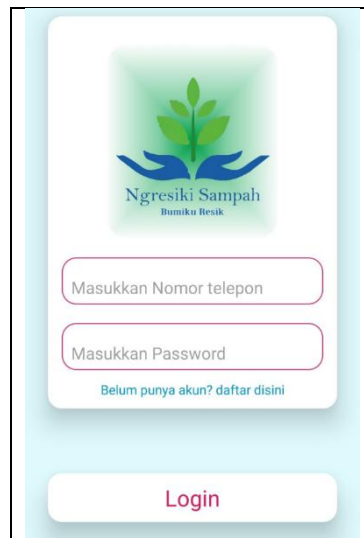 Ngresiki Sampah
Bumiku Resik
Masukkan Nomor telepon
Masukkan Password
Belum punya akun? daftar disini
Login